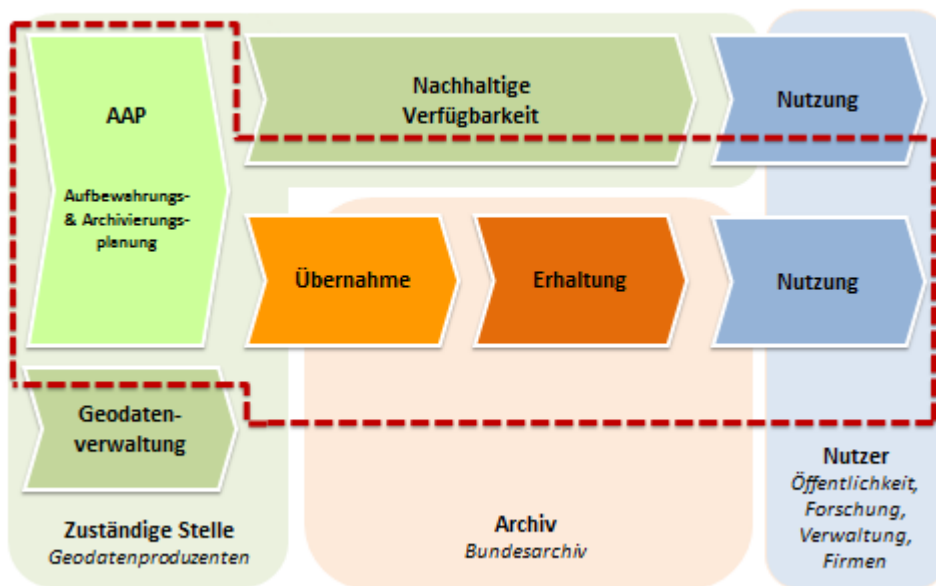 AAP
Aufbewahrungs-
& Archivierungs-
planung
Nachhaltige
Verfügbarkeit
Nutzung
Übernahme
Erhaltung
Nutzung
Geodaten-
verwaltung
Zuständige Stelle
Geodatenproduzenten
Archiv
Bundesarchiv
Nutzer
Öffentlichkeit,
Forschung,
Verwaltung,
Firmen